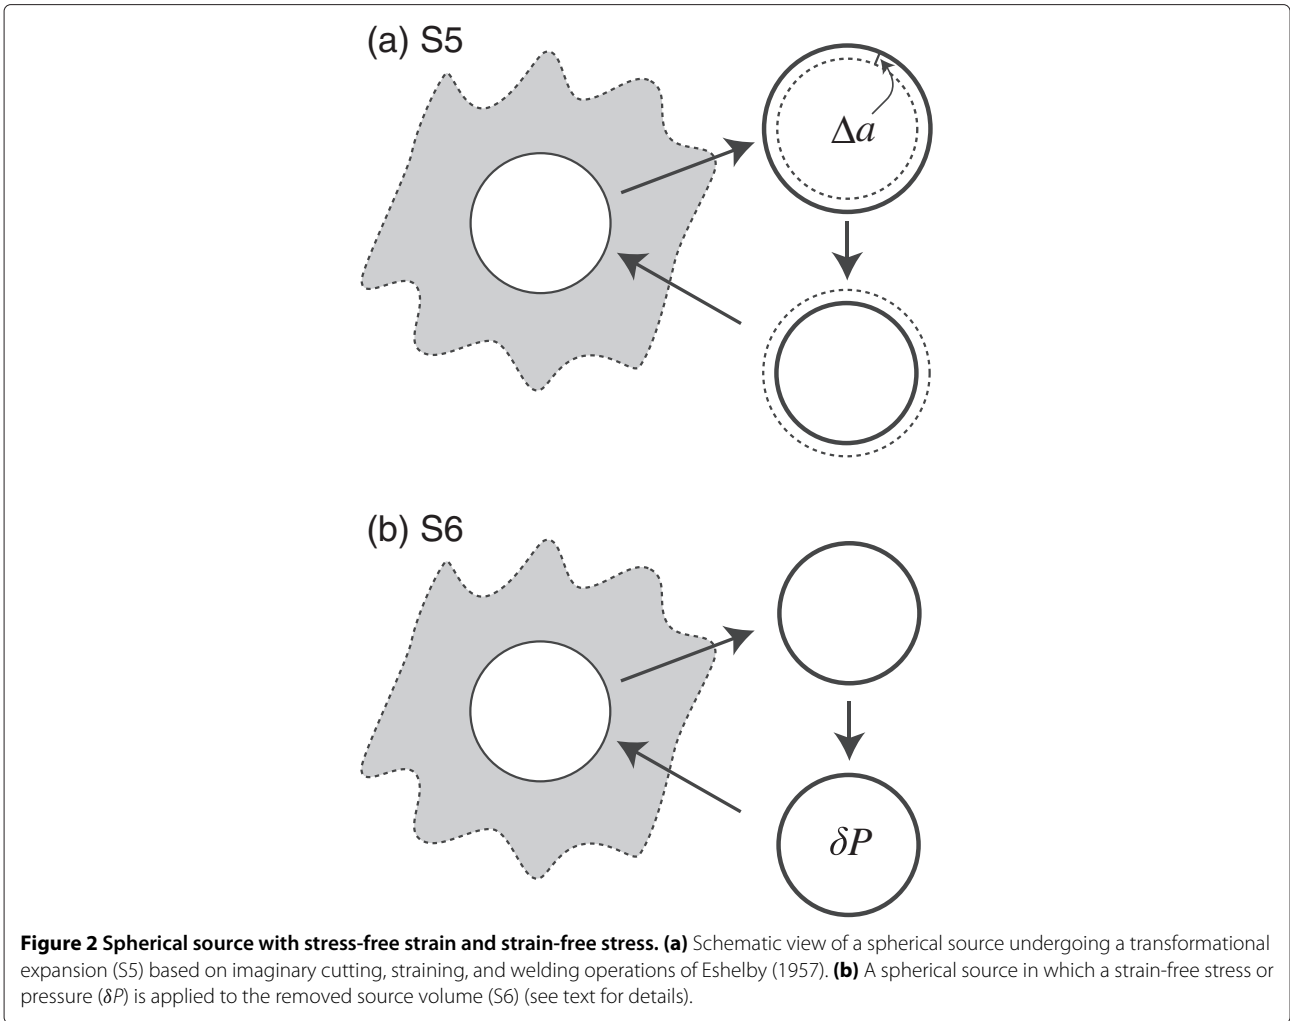 (a) S5
Δa
(b) S6
δP
Figure 2 Spherical source with stress-free strain and strain-free stress. (a) Schematic view of a spherical source undergoing a transformational
expansion (S5) based on imaginary cutting, straining, and welding operations of Eshelby (1957). (b) A spherical source in which a strain-free stress or
pressure (δP) is applied to the removed source volume (S6) (see text for details).